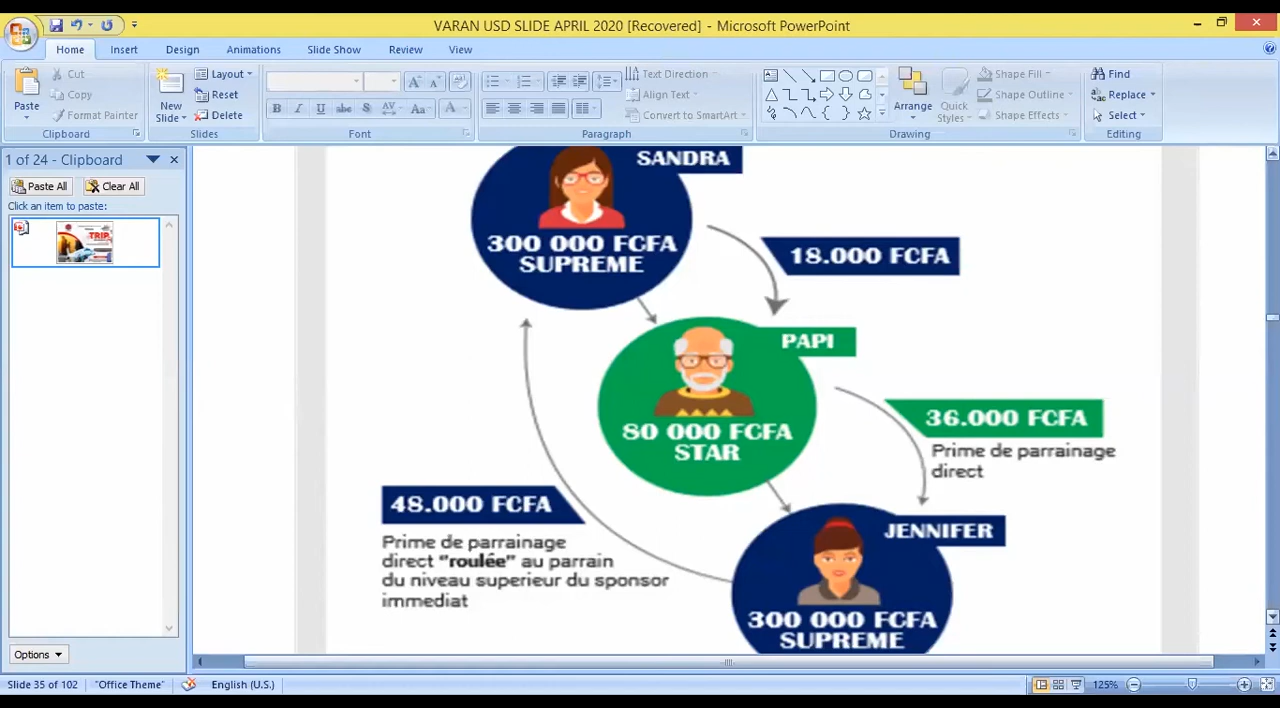 VARAN USD SLIDE APRIL 2020 [Recovered] - Microsoft PowerPoint
Home Insert Design Animations Slide Show Review View
Paste
Cut
Copy
Format Painter
Clipboard
New Slide
Layout
Reset
Delete
Slides
B I U abc S AV Aa A
Font
Paragraph
Text Direction
Align Text
Convert to SmartArt
Arrange
Quick Styles
Shape Fill
Shape Outline
Shape Effects
Drawing
Find
Replace
Select
Editing
1 of 24 - Clipboard
Paste All Clear All
Click an item to paste:
TRIP
Options
SANDRA
300 000 FCFA
SUPREME
18.000 FCFA
PAPI
80 000 FCFA
STAR
36.000 FCFA
Prime de parrainage
direct
48.000 FCFA
Prime de parrainage
direct "roulée" au parrain
du niveau superieur du sponsor
immediat
JENNIFER
300 000 FCFA
SUPREME
Slide 35 of 102 "Office Theme" English (U.S.) 125%